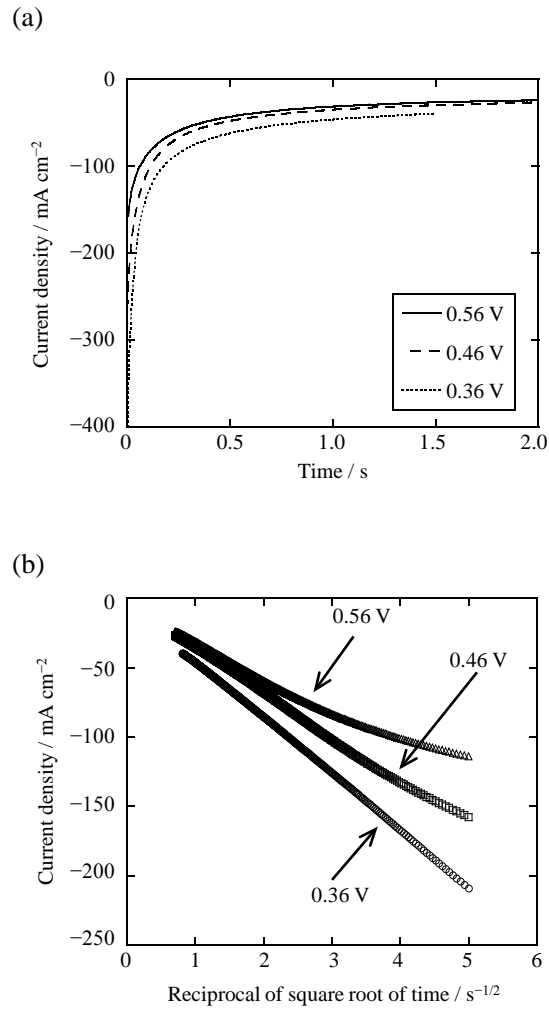 (a)
0
−100
−200
−300
−400
Current density / mA cm⁻²
0.56 V
0.46 V
0.36 V
0 0.5 1.0 1.5 2.0
Time / s
(b)
0
−50
−100
−150
−200
−250
Current density / mA cm⁻²
0.56 V
0.46 V
0.36 V
0 1 2 3 4 5 6
Reciprocal of square root of time / s⁻¹/²